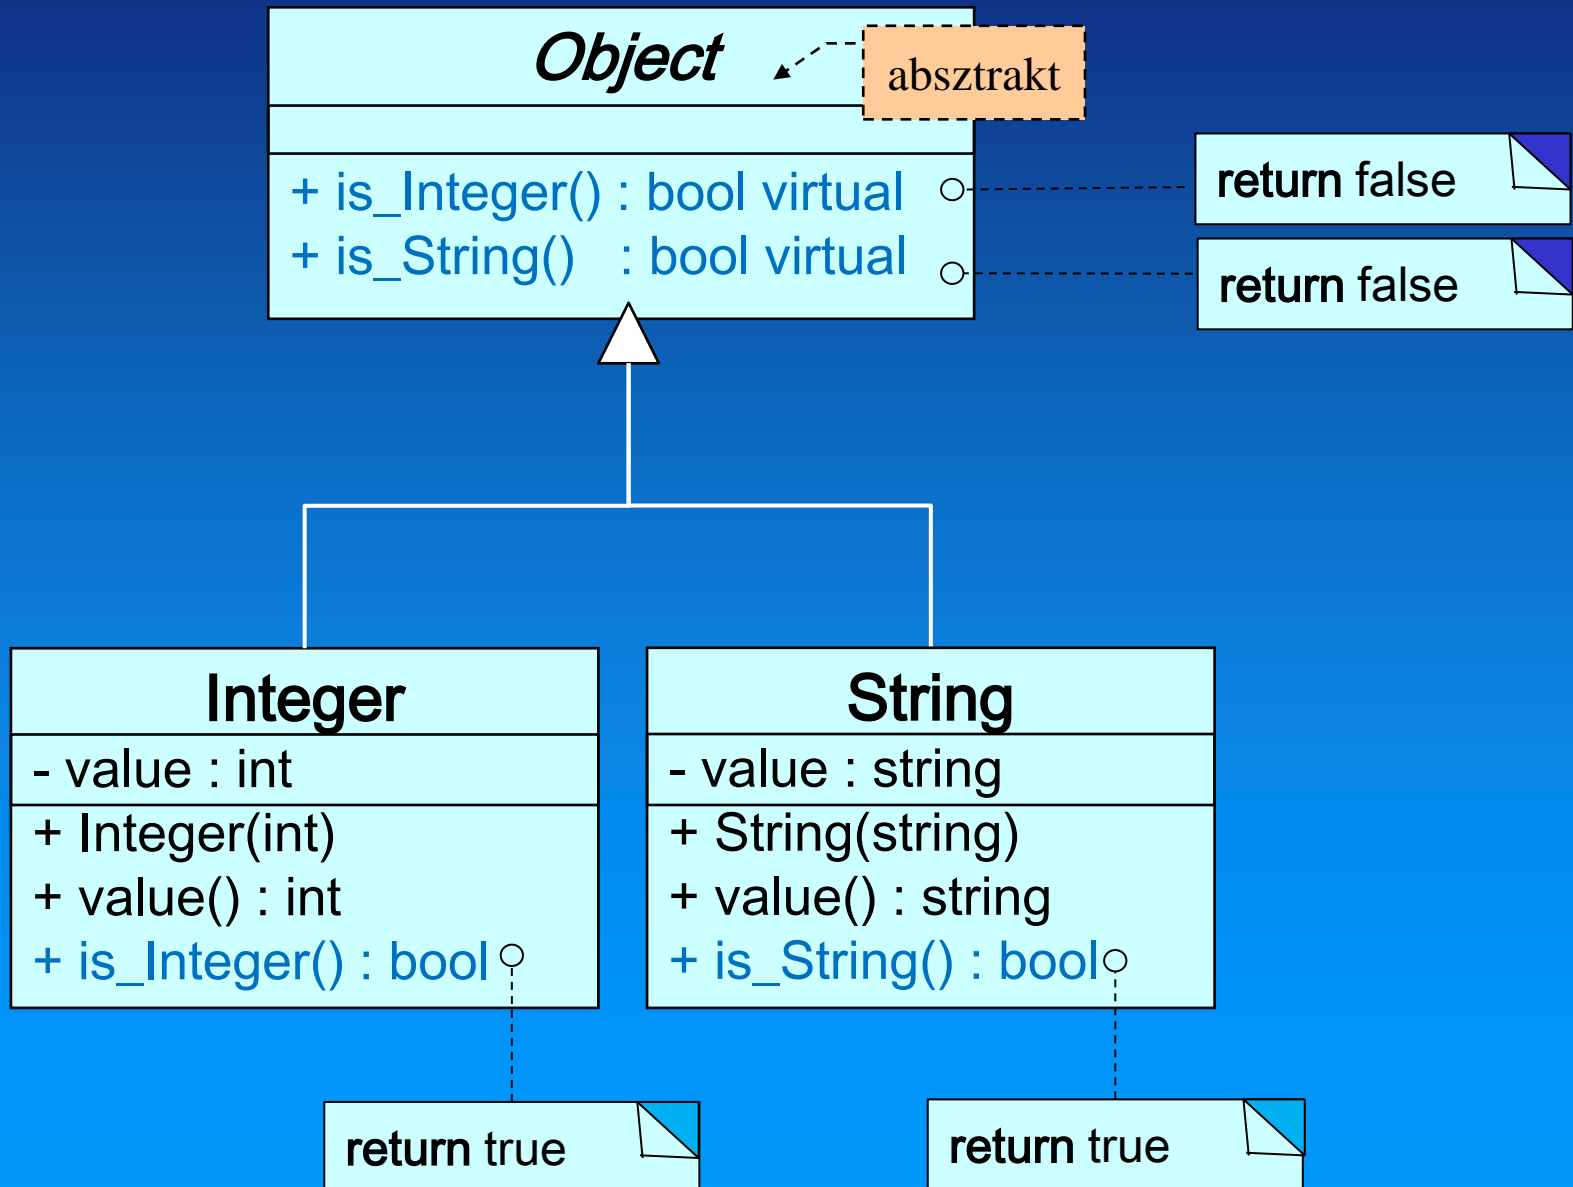 Object
absztrakt
+ is_Integer() : bool virtual
return false
+ is_String() : bool virtual
return false
Integer
- value : int
+ Integer(int)
+ value() : int
+ is_Integer() : bool
return true
String
- value : string
+ String(string)
+ value() : string
+ is_String() : bool
return true